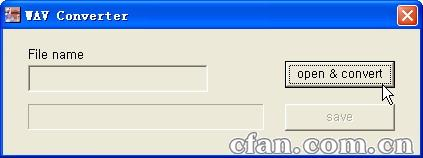 WAV Converter
File name
open & convert
save
cfan.com.cn